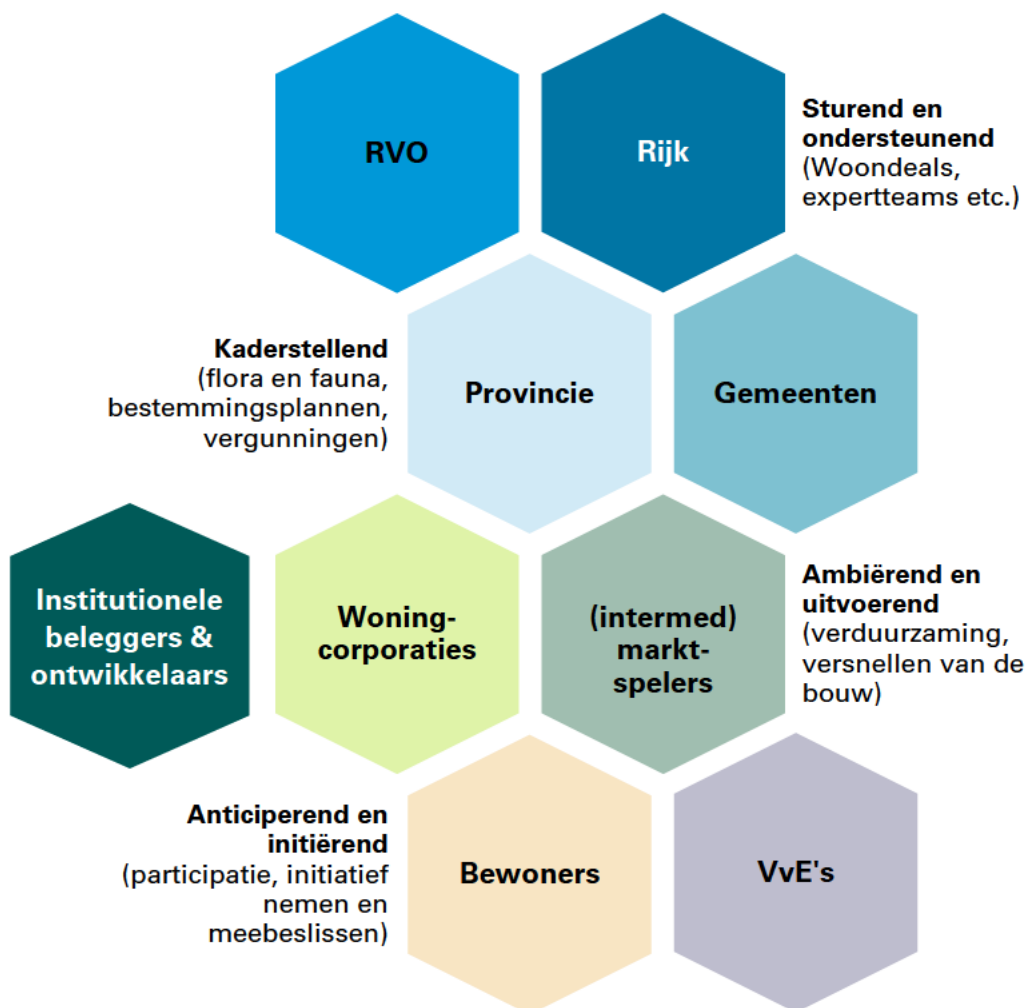 RVO
Rijk
Sturend en
ondersteunend
(Woondeals,
expertteams etc.)
Kaderstellend
(flora en fauna,
bestemmingsplannen,
vergunningen)
Provincie
Gemeenten
Institutionele
beleggers &
ontwikkelaars
Woning-
corporaties
(intermed)
markt-
spelers
Ambiërend en
uitvoerend
(verduurzaming,
versnellen van de
bouw)
Anticiperend en
initiërend
(participatie, initiatief
nemen en
meebeslissen)
Bewoners
VvE's